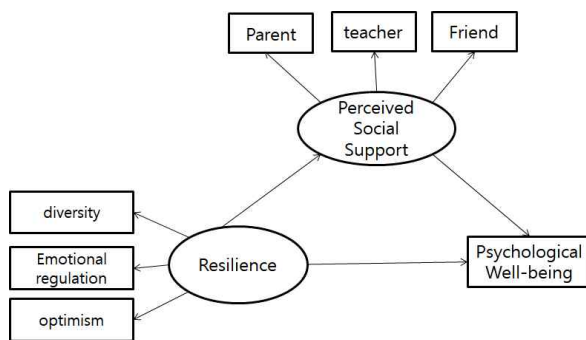 Parent
teacher
Friend
Perceived
Social
Support
diversity
Emotional
regulation
optimism
Resilience
Psychological
Well-being